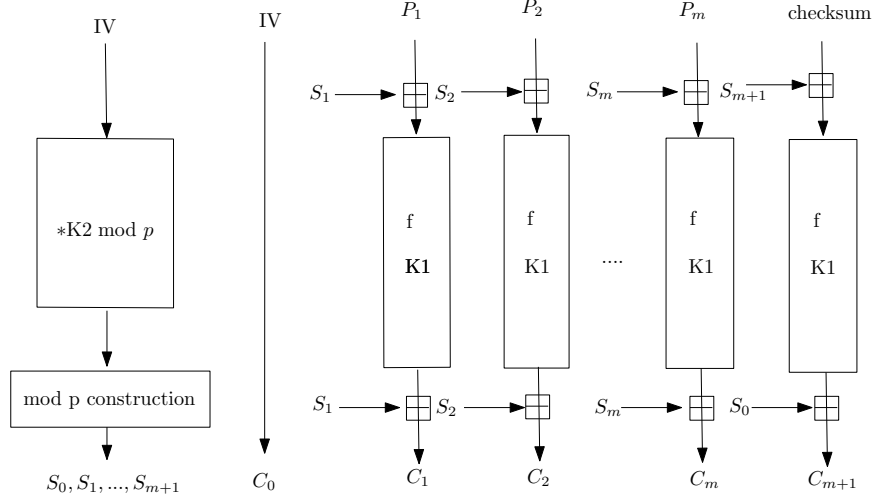 IV
*K2 mod p
mod p construction
S_0, S_1, ..., S_{m+1}
IV
C_0
P_1
S_1
f
K1
S_1
C_1
P_2
S_2
f
K1
S_2
C_2
....
P_m
S_m
f
K1
S_m
C_m
checksum
S_{m+1}
f
K1
S_0
C_{m+1}